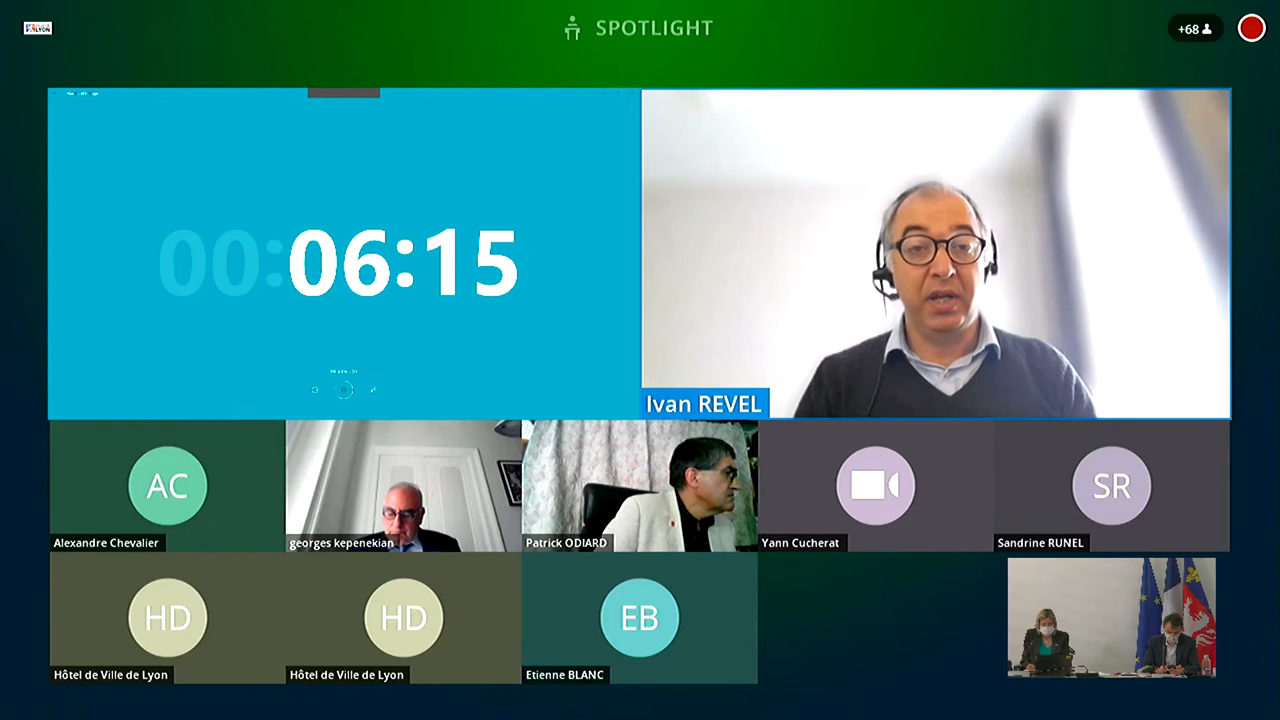 LYON
SPOTLIGHT
+68
00:06:15
Ivan REVEL
AC
Alexandre Chevalier
georges kepenekian
Patrick ODIARD
Yann Cucherat
SR
Sandrine RUNEL
HD
Hôtel de Ville de Lyon
HD
Hôtel de Ville de Lyon
EB
Etienne BLANC